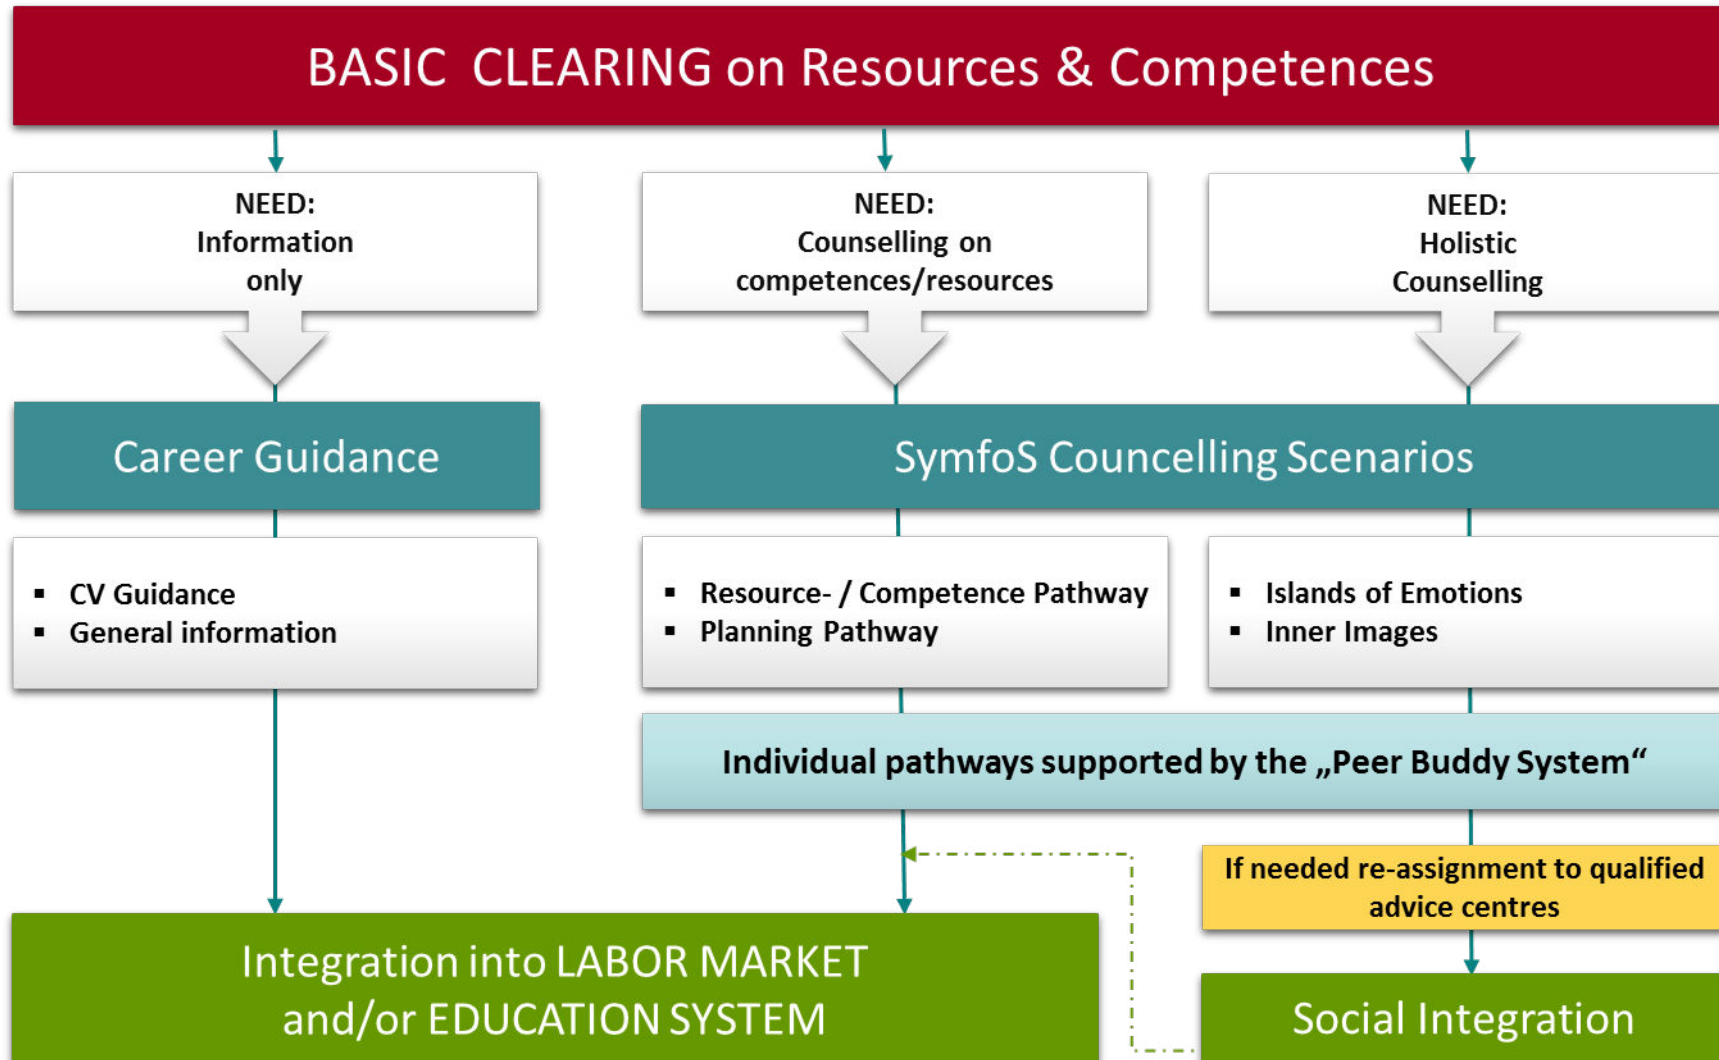 BASIC  CLEARING on Resources & Competences
NEED:
Information
only
NEED:
Counselling on
competences/resources
NEED:
Holistic
Counselling
Career Guidance
SymfoS Councelling Scenarios
▪ CV Guidance
▪ General information
▪ Resource- / Competence Pathway
▪ Planning Pathway
▪ Islands of Emotions
▪ Inner Images
Individual pathways supported by the „Peer Buddy System“
If needed re-assignment to qualified
advice centres
Integration into LABOR MARKET
and/or EDUCATION SYSTEM
Social Integration